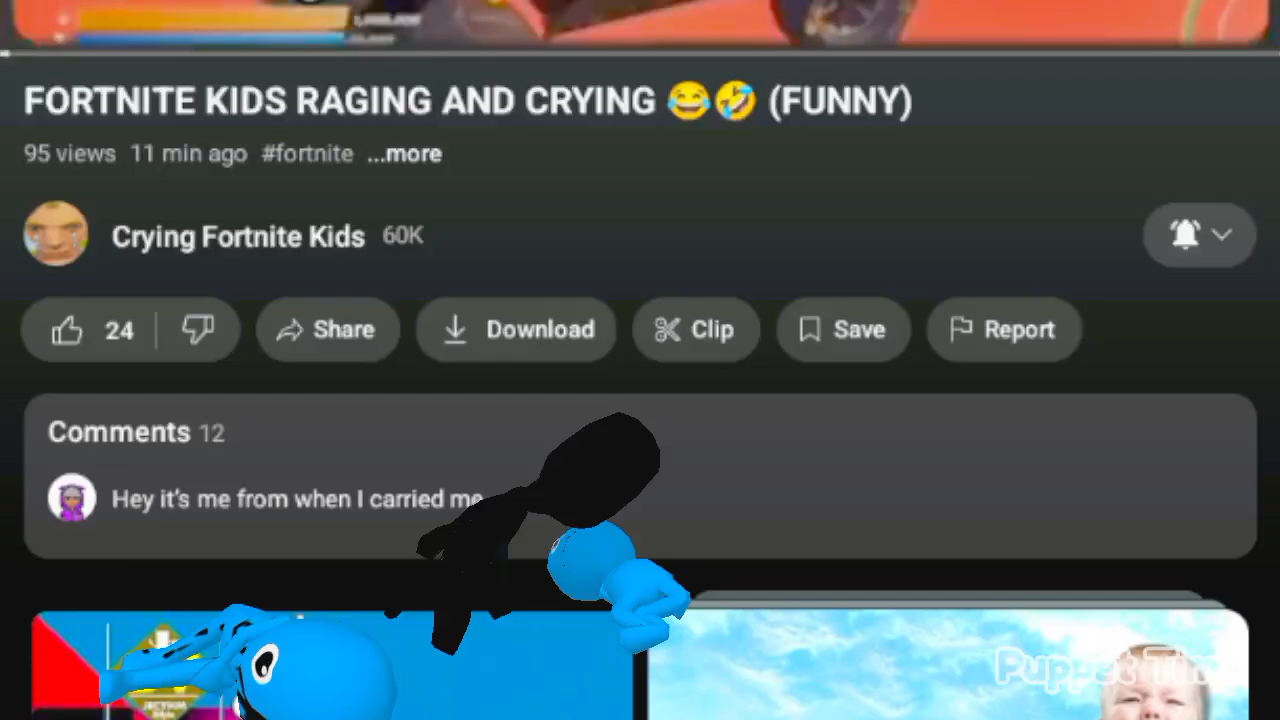 FORTNITE KIDS RAGING AND CRYING 😂🤣 (FUNNY)
95 views 11 min ago #fortnite ...more
Crying Fortnite Kids 60K
24 Share Download Clip Save Report
Comments 12
Hey it's me from when I carried me
Puppet